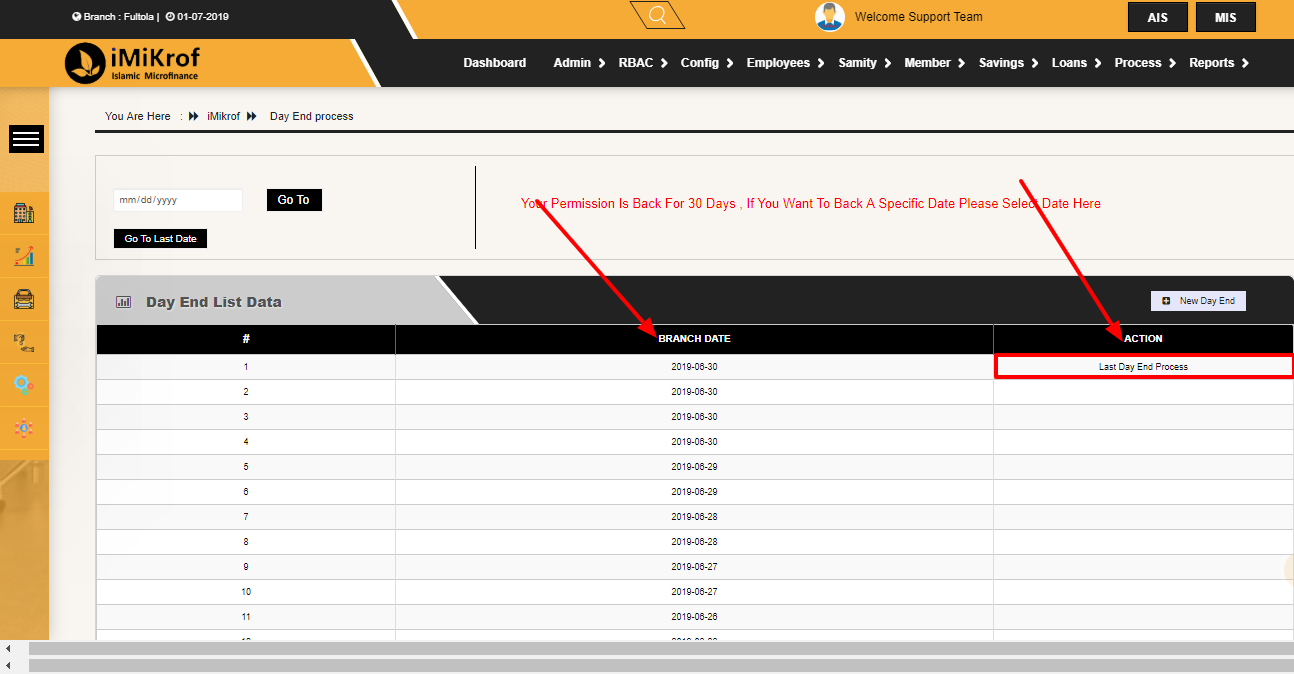 Branch : Fultola | 01-07-2019
Welcome Support Team
AIS
MIS
iMiKrof
Islamic Microfinance
Dashboard Admin RBAC Config Employees Samity Member Savings Loans Process Reports
You Are Here : iMikrof Day End process
mm/dd/yyyy
Go To
Your Permission Is Back For 30 Days , If You Want To Back A Specific Date Please Select Date Here
Go To Last Date
Day End List Data
New Day End
# BRANCH DATE ACTION
1 2019-06-30 Last Day End Process
2 2019-06-30
3 2019-06-30
4 2019-06-30
5 2019-06-29
6 2019-06-29
7 2019-06-28
8 2019-06-28
9 2019-06-27
10 2019-06-27
11 2019-06-26